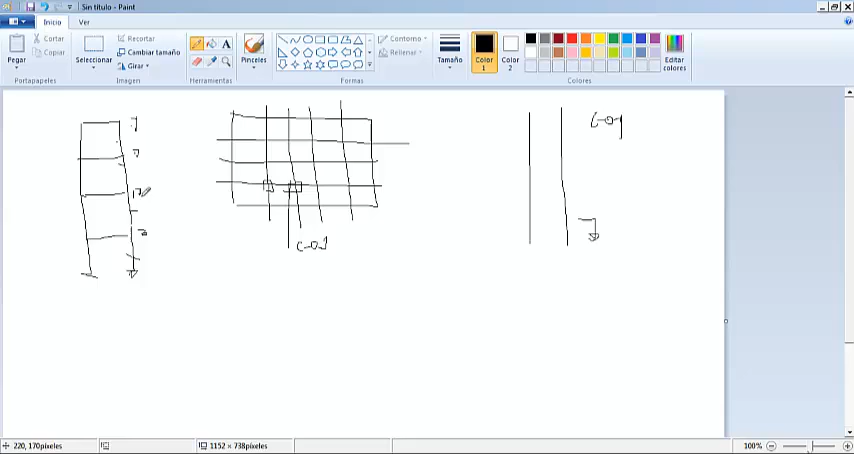 Sin título - Paint
Inicio
Ver
Pegar
Cortar
Copiar
Portapapeles
Seleccionar
Recortar
Cambiar tamaño
Girar
Imagen
A
Herramientas
Pinceles
Formas
Contorno
Rellenar
Tamaño
Color 1
Color 2
Editar colores
Colores
220, 170píxeles
1152 × 738píxeles
100%